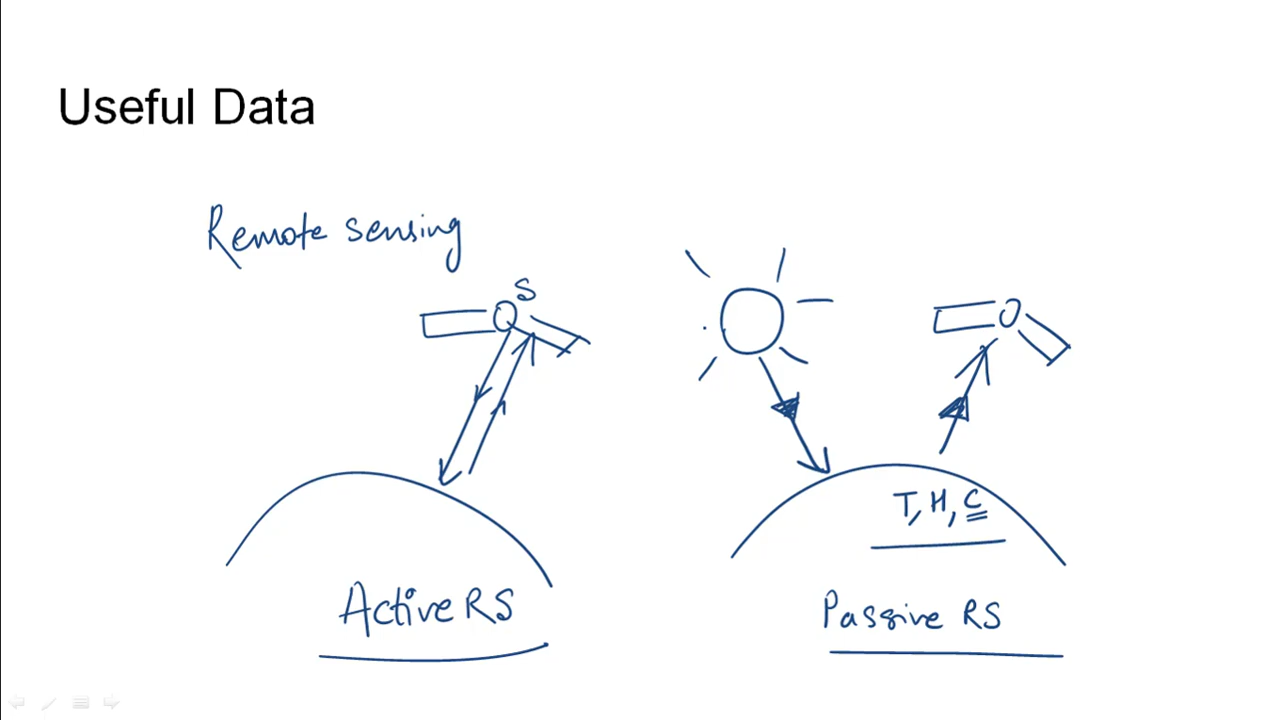 Useful Data
Remote sensing
S
T, H, C
Active RS
Passive RS